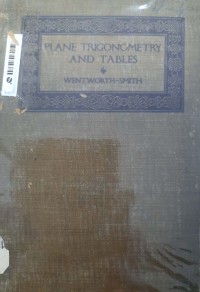 PLANE TRIGONOMETRY
AND TABLES
WENTWORTH-SMITH